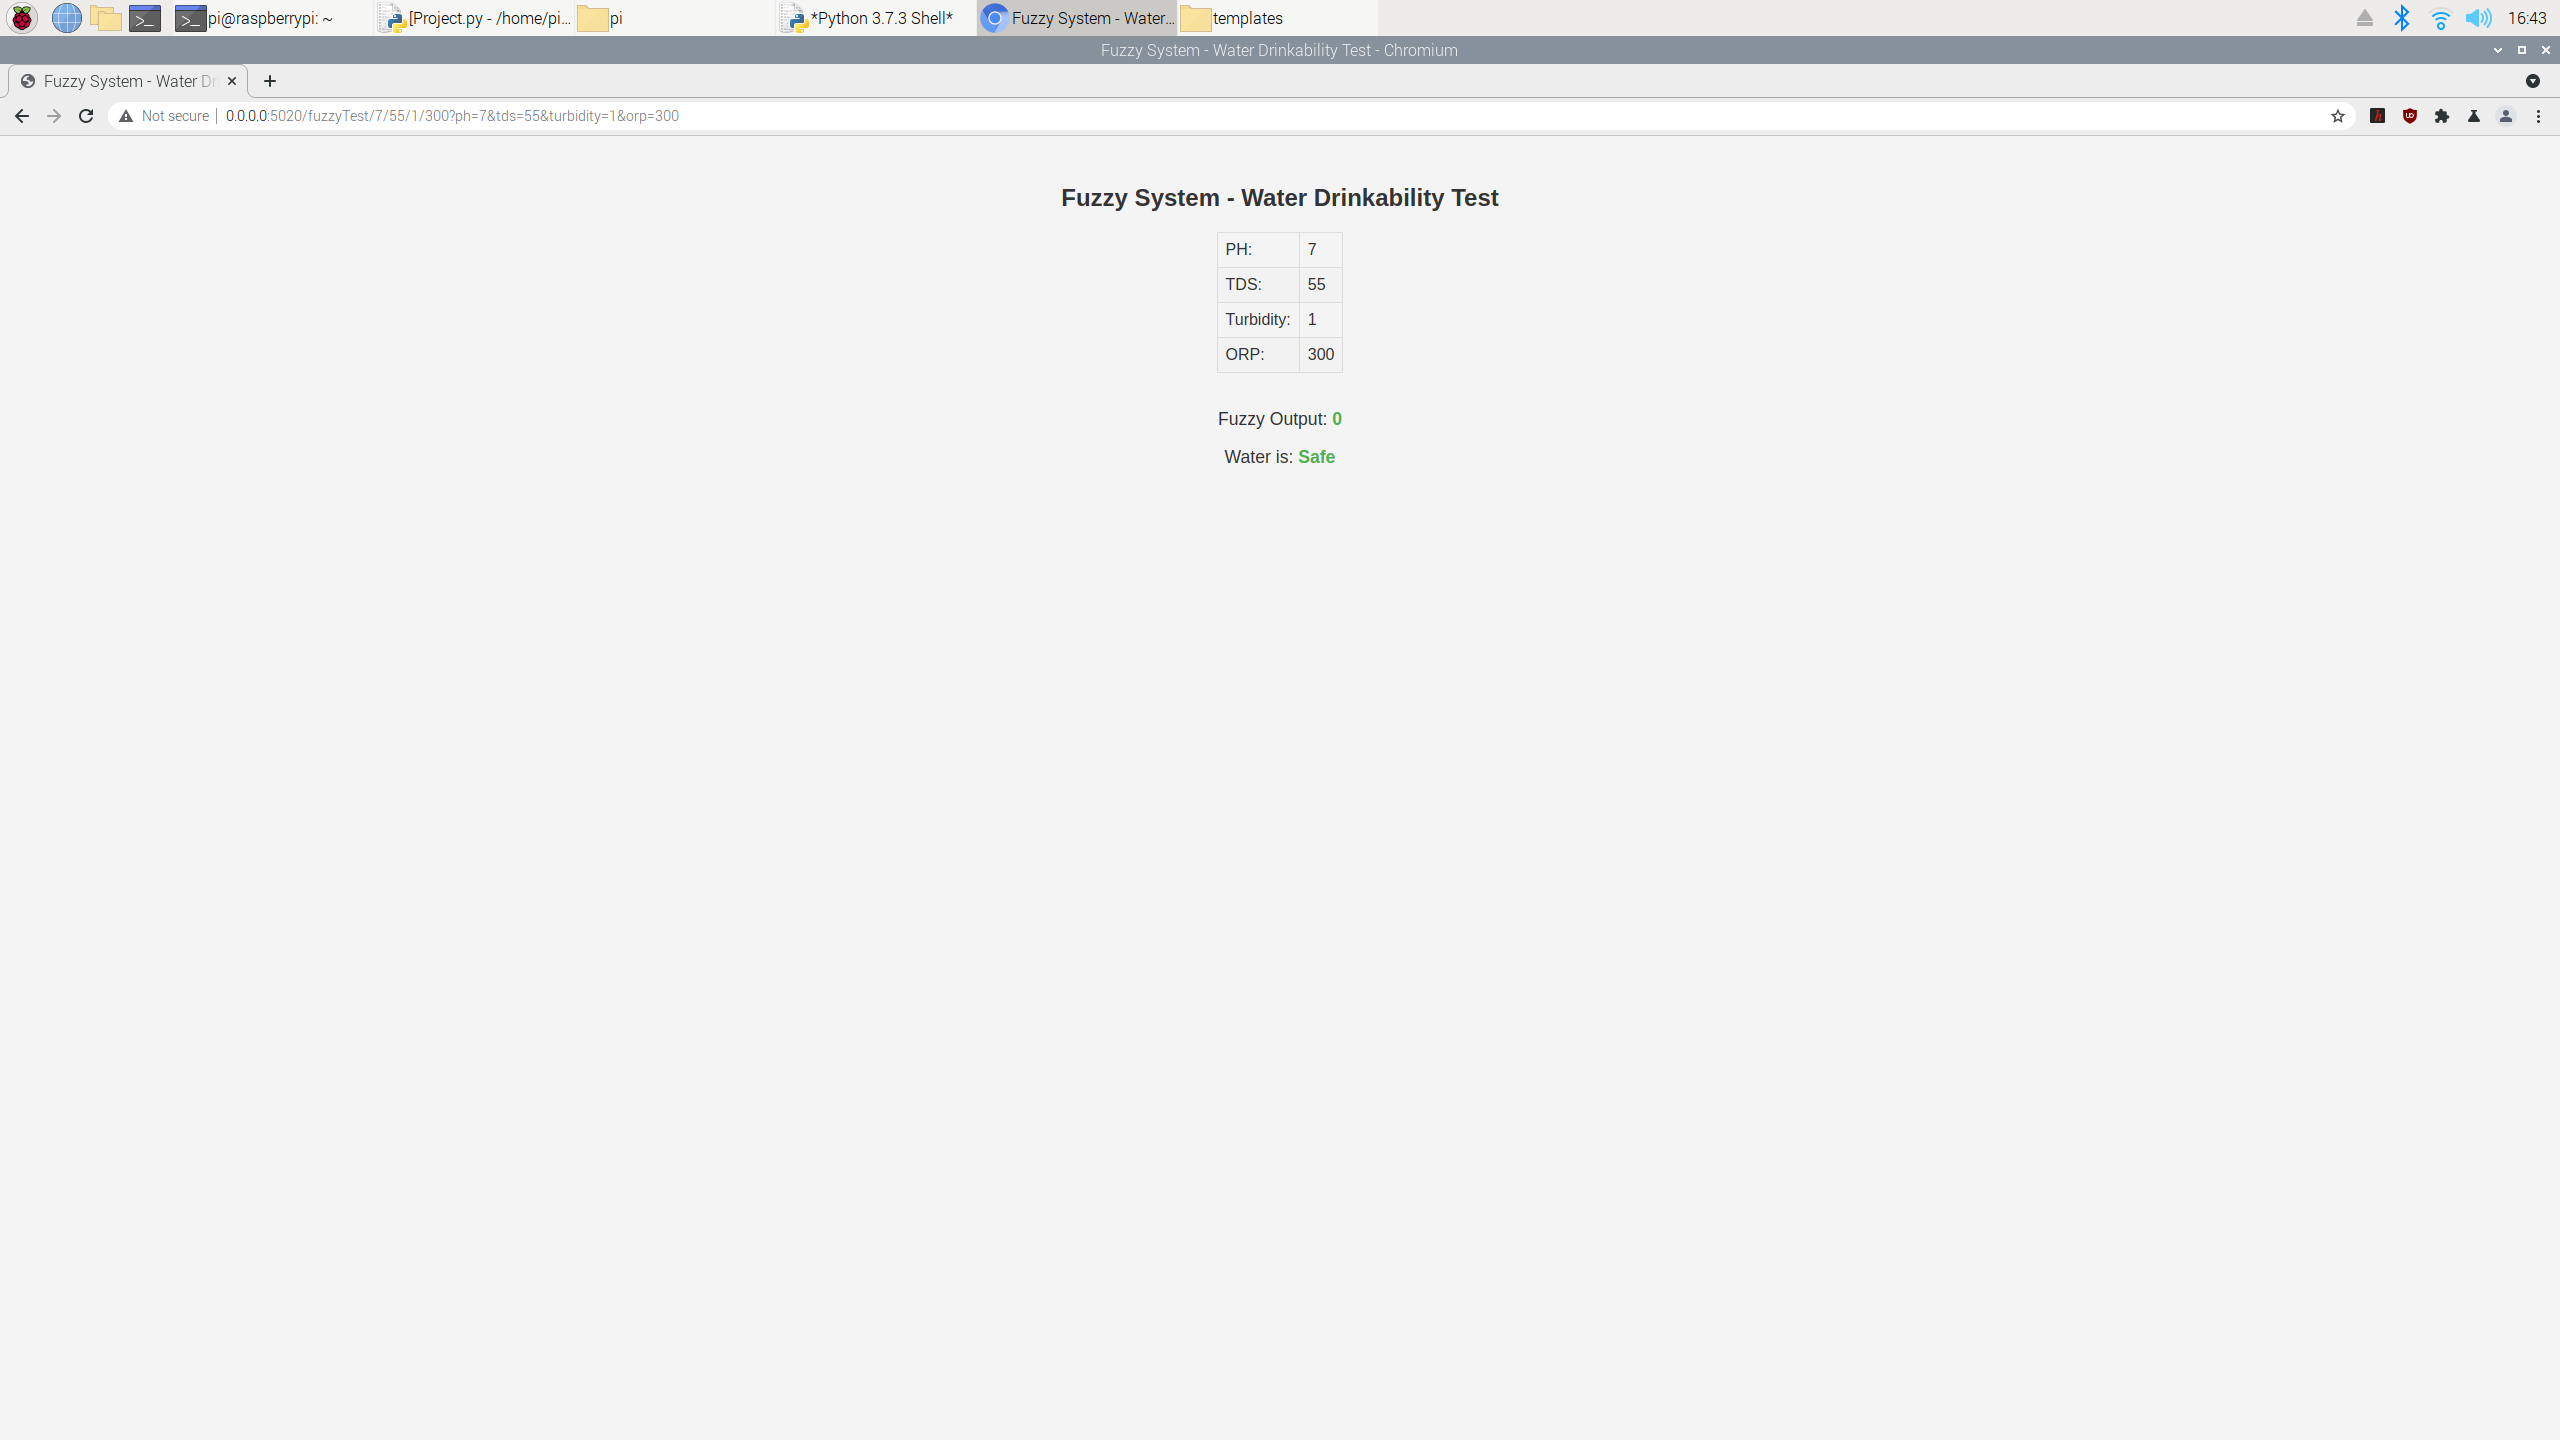 pi@raspberrypi: ~ [Project.py - /home/pi... pi *Python 3.7.3 Shell* Fuzzy System - Water... templates 16:43
Fuzzy System - Water Drinkability Test - Chromium
Fuzzy System - Water Dr
Not secure 0.0.0.0:5020/fuzzyTest/7/55/1/300?ph=7&tds=55&turbidity=1&orp=300
Fuzzy System - Water Drinkability Test
PH: 7
TDS: 55
Turbidity: 1
ORP: 300
Fuzzy Output: 0
Water is: Safe